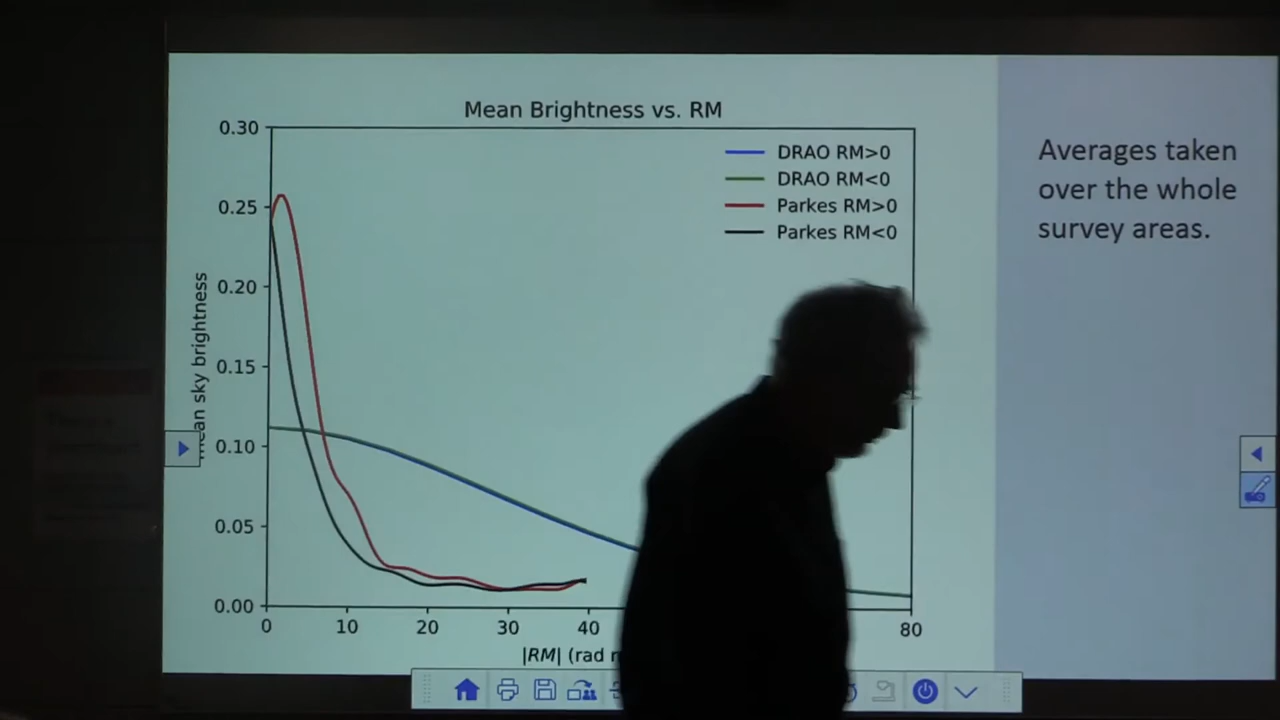 Mean Brightness vs. RM
0.30
0.25
0.20
0.15
0.10
0.05
0.00
sky brightness
DRAO RM>0
DRAO RM<0
Parkes RM>0
Parkes RM<0
0 10 20 30 40 80
|RM| (rad
Averages taken
over the whole
survey areas.